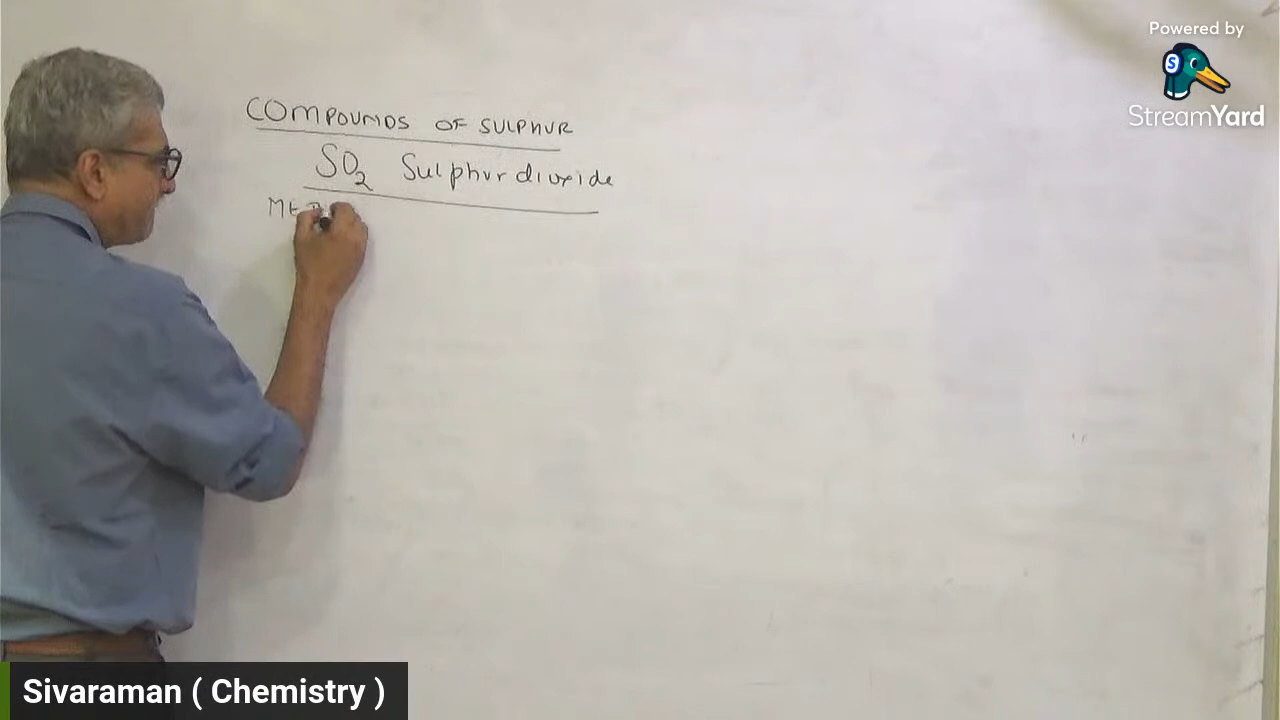 Powered by
StreamYard
COMPOUNDS OF SULPHUR
SO₂ Sulphur dioxide
Sivaraman ( Chemistry )